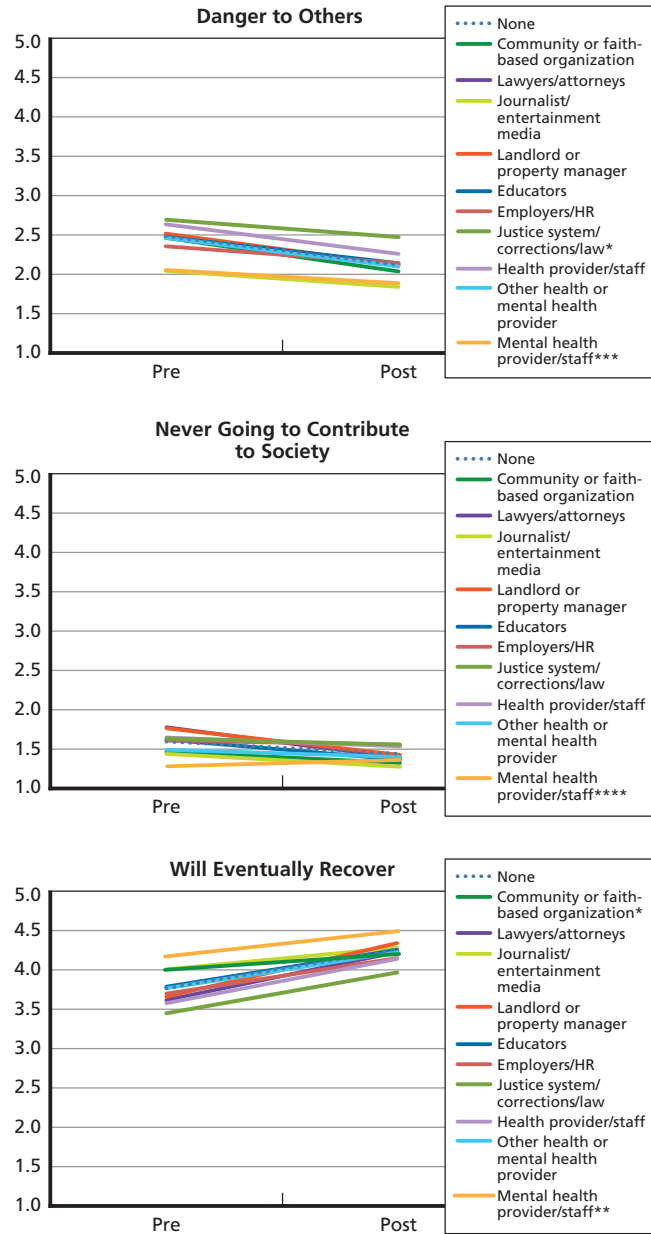 Danger to Others
5.0
4.5
4.0
3.5
3.0
2.5
2.0
1.5
1.0
Pre
Post
None
Community or faith-
based organization
Lawyers/attorneys
Journalist/
entertainment
media
Landlord or
property manager
Educators
Employers/HR
Justice system/
corrections/law*
Health provider/staff
Other health or
mental health
provider
Mental health
provider/staff***
Never Going to Contribute
to Society
5.0
4.5
4.0
3.5
3.0
2.5
2.0
1.5
1.0
Pre
Post
None
Community or faith-
based organization
Lawyers/attorneys
Journalist/
entertainment
media
Landlord or
property manager
Educators
Employers/HR
Justice system/
corrections/law
Health provider/staff
Other health or
mental health
provider
Mental health
provider/staff****
Will Eventually Recover
5.0
4.5
4.0
3.5
3.0
2.5
2.0
1.5
1.0
Pre
Post
None
Community or faith-
based organization*
Lawyers/attorneys
Journalist/
entertainment
media
Landlord or
property manager
Educators
Employers/HR
Justice system/
corrections/law
Health provider/staff
Other health or
mental health
provider
Mental health
provider/staff**